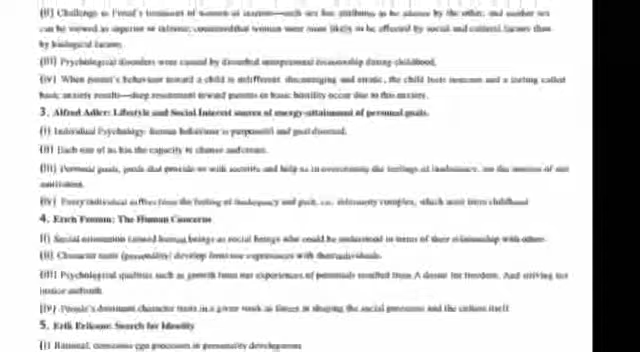 (ii) Challenge to Freud's treatment of women as inferior—each sex has attributes to be admired by the other, and neither sex
can be viewed as superior or inferior; women were more likely to be affected by social and cultural factors than
by biological factors.
(iii) Psychological disorders were caused by disturbed interpersonal relationship during childhood.
(iv) When parent's behaviour toward a child is indifferent, discouraging and erratic, the child feels insecure and a feeling called
basic anxiety results—deep resentment toward parents or basic hostility occur due to this anxiety.
3. Alfred Adler: Lifestyle and Social Interest source of energy-attainment of personal goals.
(i) Individual Psychology: human behaviour is purposeful and goal directed.
(ii) Each one of us has the capacity to choose and create.
(iii) Personal goals, goals that provide us with security and help us in overcoming the feelings of inadequacy, are the sources of our
motivation.
(iv) Every individual suffers from the feeling of inadequacy and guilt, i.e. inferiority complex, which arise from childhood
4. Erich Fromm: The Human Concerns
(i) Social orientation viewed human beings as social beings who could be understood in terms of their relationship with others.
(ii) Character traits (personality) develop from our experiences with
(iii) Psychological qualities such as growth from our experiences of potentials resulted from A desire for freedom, And striving for
justice and truth.
(iv) People's dominant character traits in a given work as forces in shaping the social processes and the culture itself
5. Erik Erikson: Search for Identity
(i) Rational, conscious ego processes in personality development